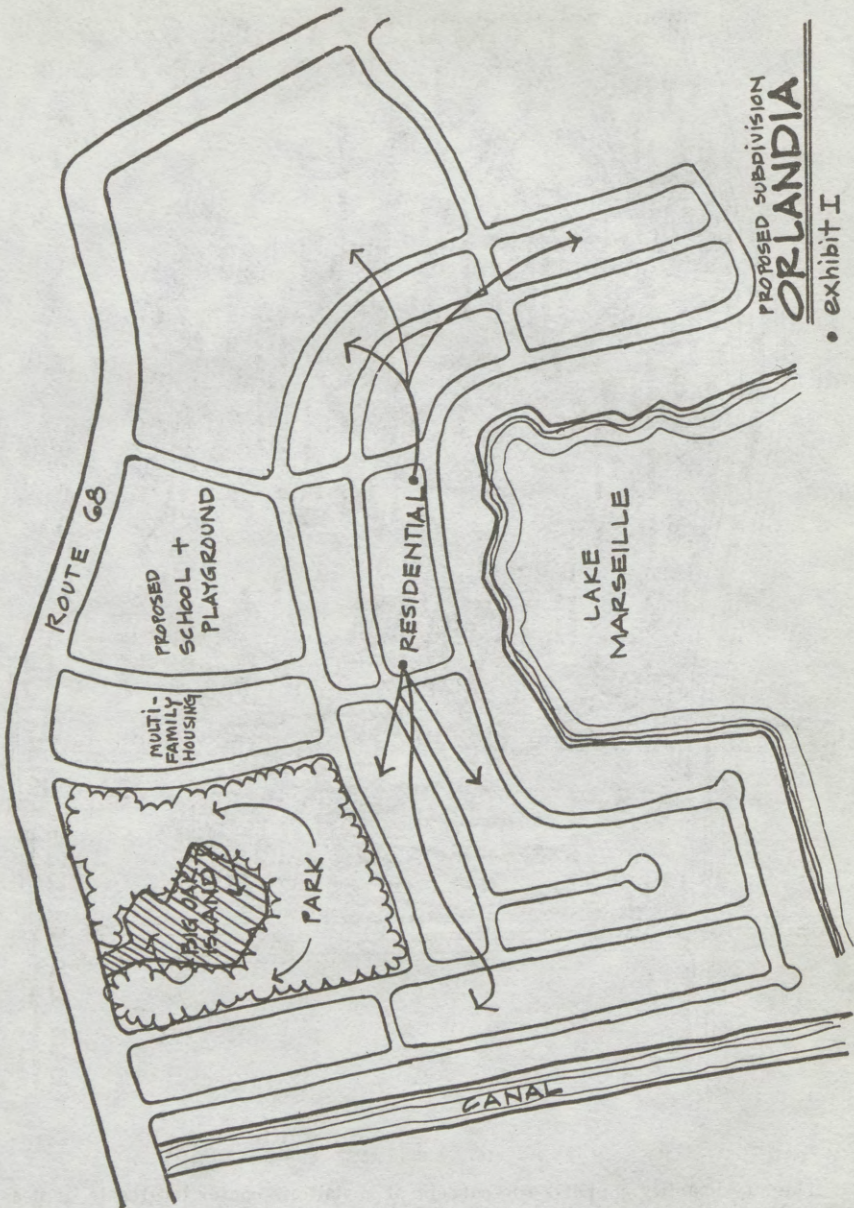 ROUTE 68
PROPOSED
SCHOOL +
PLAYGROUND
MULTI-
FAMILY
HOUSING
BIG OAK
ISLAND
PARK
RESIDENTIAL
LAKE
MARSEILLE
CANAL
PROPOSED SUBDIVISION
ORLANDIA
• exhibit I